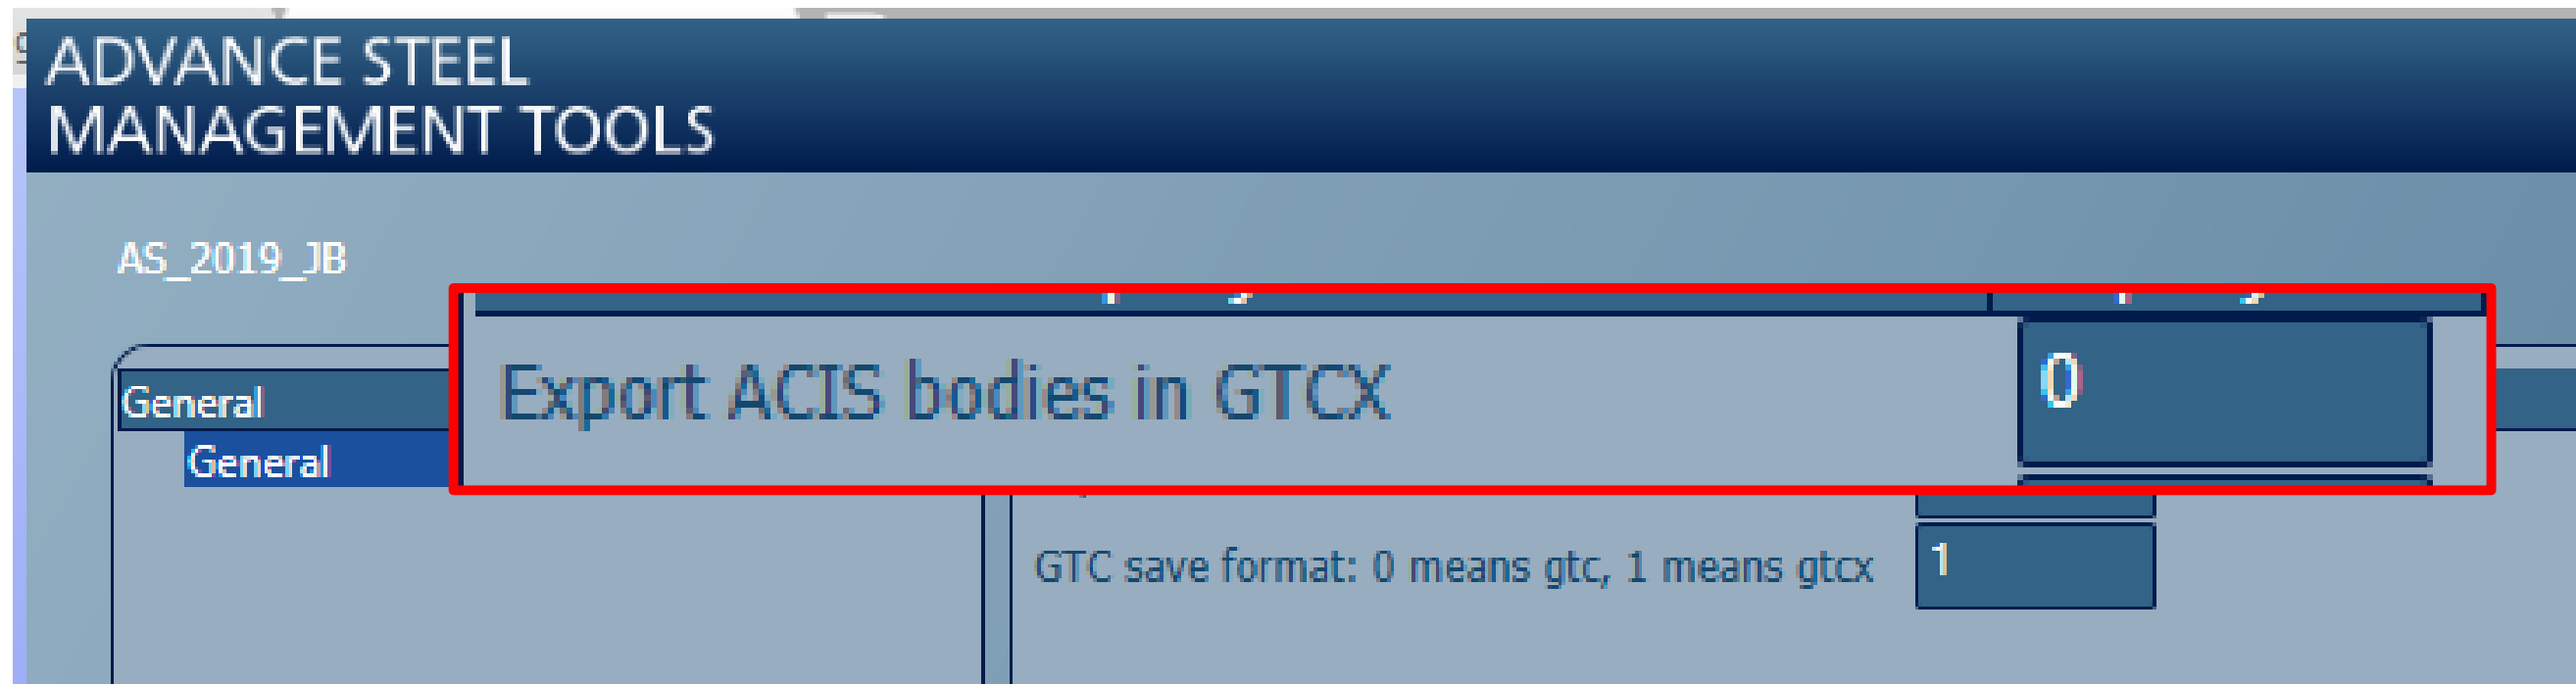 ADVANCE STEEL
MANAGEMENT TOOLS
AS_2019_JB
General
General
Export ACIS bodies in GTCX 0
GTC save format: 0 means gtc, 1 means gtcx 1